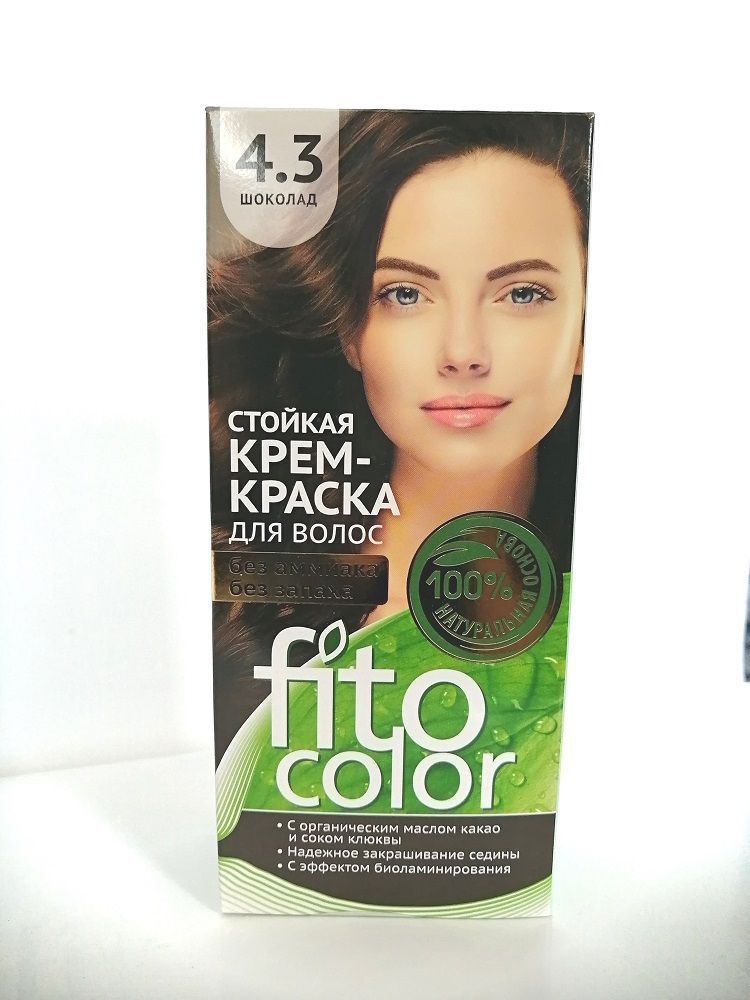 4.3
ШОКОЛАД
СТОЙКАЯ
КРЕМ-
КРАСКА
ДЛЯ ВОЛОС
без аммиака
без запаха
100%
НАТУРАЛЬНАЯ ОСНОВА
fito
color
• С органическим маслом какао
и соком клюквы
• Надежное закрашивание седины
• С эффектом биоламинирования